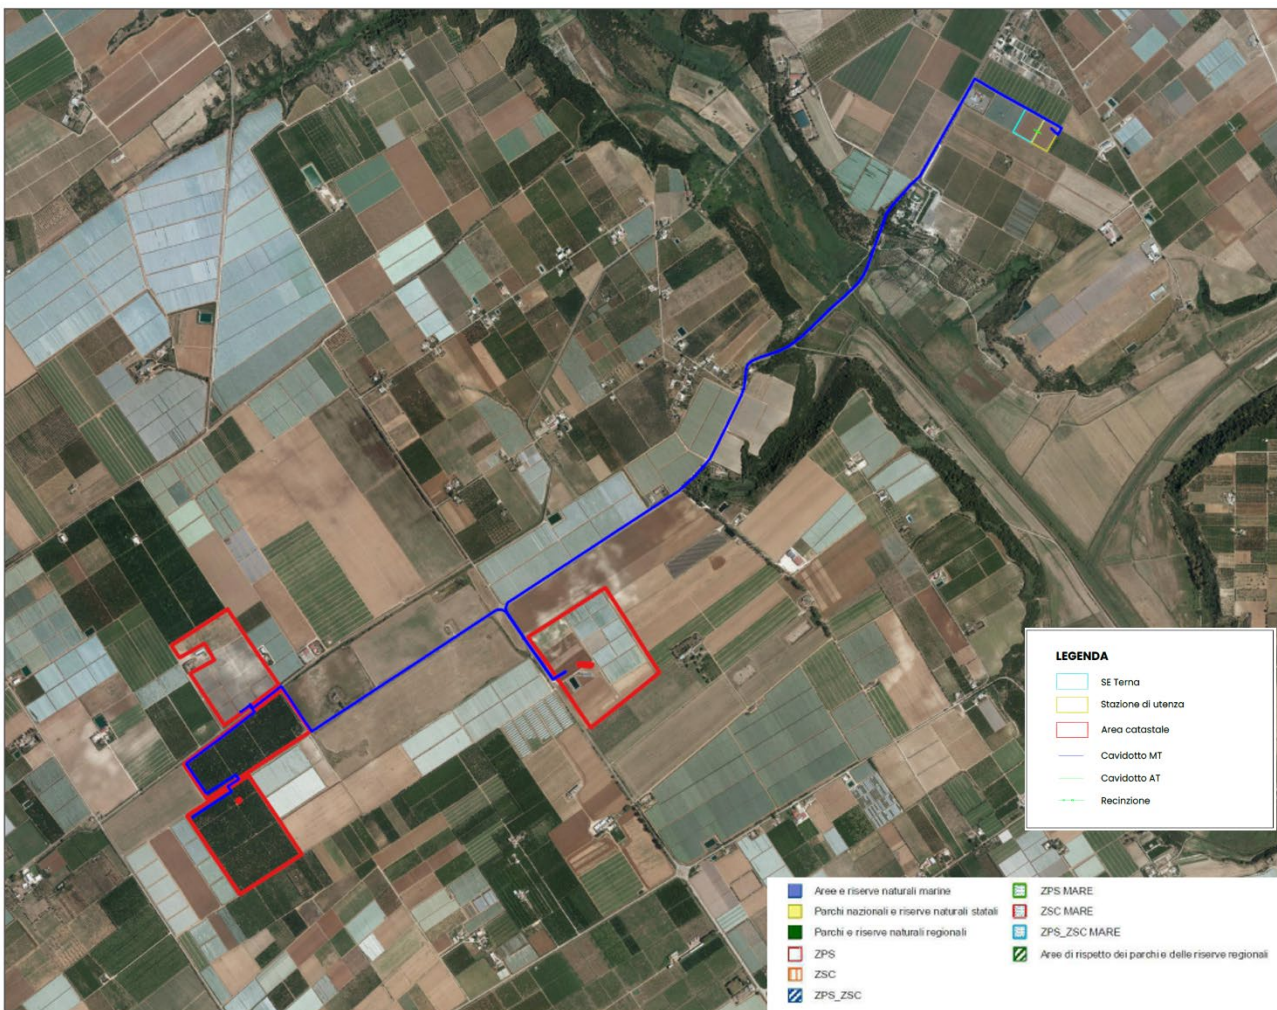 LEGENDA
SE Terna
Stazione di utenza
Area catastale
Cavidotto MT
Cavidotto AT
Recinzione
Aree e riserve naturali marine
Parchi nazionali e riserve naturali statali
Parchi e riserve naturali regionali
ZPS
ZSC
ZPS_ZSC
ZPS MARE
ZSC MARE
ZPS_ZSC MARE
Aree di rispetto dei parchi e delle riserve regionali